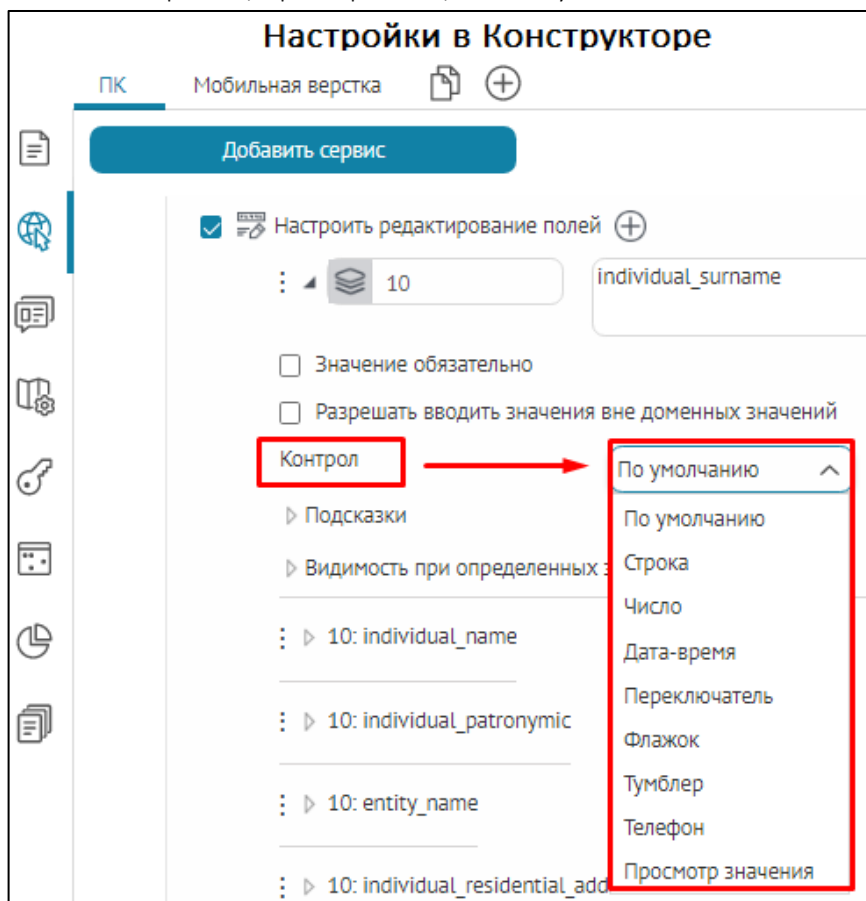 Настройки в Конструкторе
ПК Мобильная верстка
Добавить сервис
Настроить редактирование полей
10 individual_surname
Значение обязательно
Разрешать вводить значения вне доменных значений
Контрол По умолчанию
Подсказки По умолчанию
Видимость при определенных Строка
Число
10: individual_name Дата-время
Переключатель
10: individual_patronymic Флажок
Тумблер
10: entity_name Телефон
10: individual_residential_add Просмотр значения